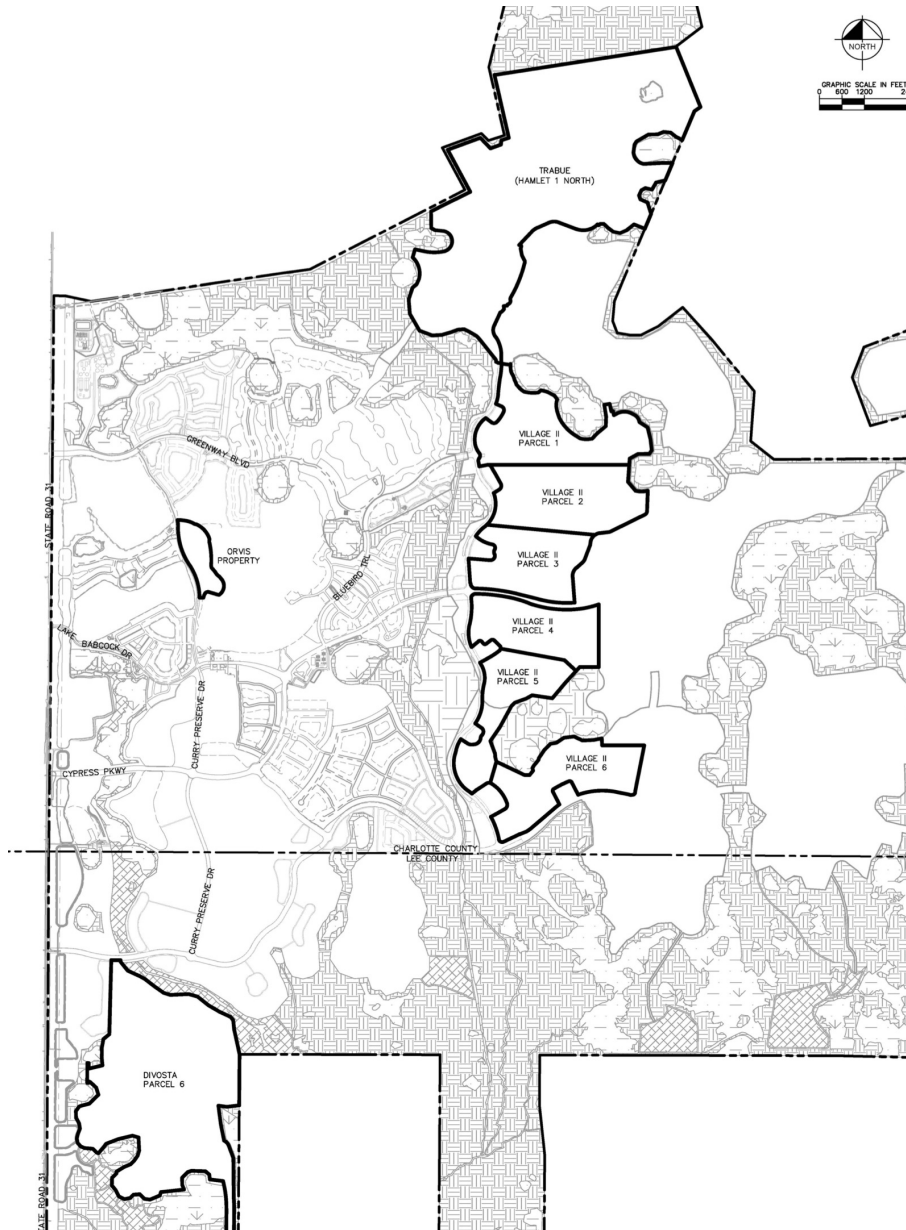 NORTH
GRAPHIC SCALE IN FEET
0 600 1200
TRABUE
(HAMLET 1 NORTH)
VILLAGE II
PARCEL 1
GREENWAY BLVD
VILLAGE II
PARCEL 2
STATE ROAD 31
ORVIS
PROPERTY
VILLAGE II
PARCEL 3
BLUEBIRD TRL
VILLAGE II
PARCEL 4
LAKE BABCOCK DR
VILLAGE II
PARCEL 5
CURRY PRESERVE DR
VILLAGE II
PARCEL 6
CYPRESS PKWY
CHARLOTTE COUNTY
LEE COUNTY
CURRY PRESERVE DR
DIVOSTA
PARCEL 6
ROAD 31